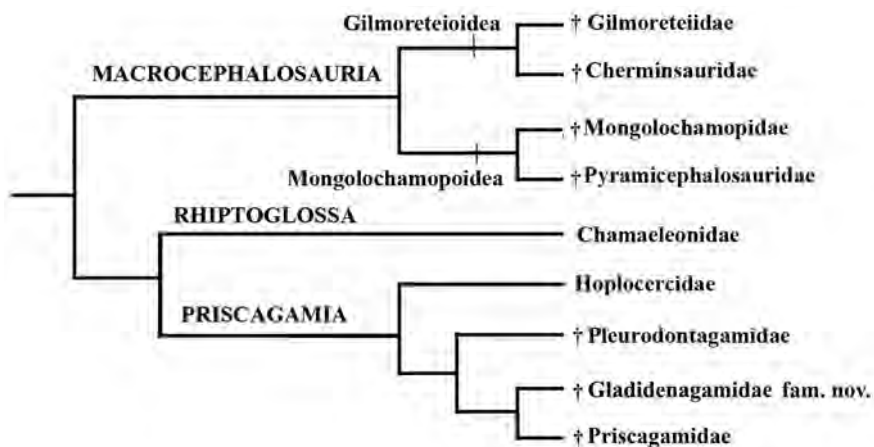 Gilmoreteioidea
† Gilmoreteiidae
MACROCEPHALOSAURIA
† Cherminsauridae
† Mongolochamopidae
Mongolochamopoidea
† Pyramicephalosauridae
RHIPTOGLOSSA
Chamaeleonidae
Hoplocercidae
PRISCAGAMIA
† Pleurodontagamidae
† Gladidenagamidae fam. nov.
† Priscagamidae